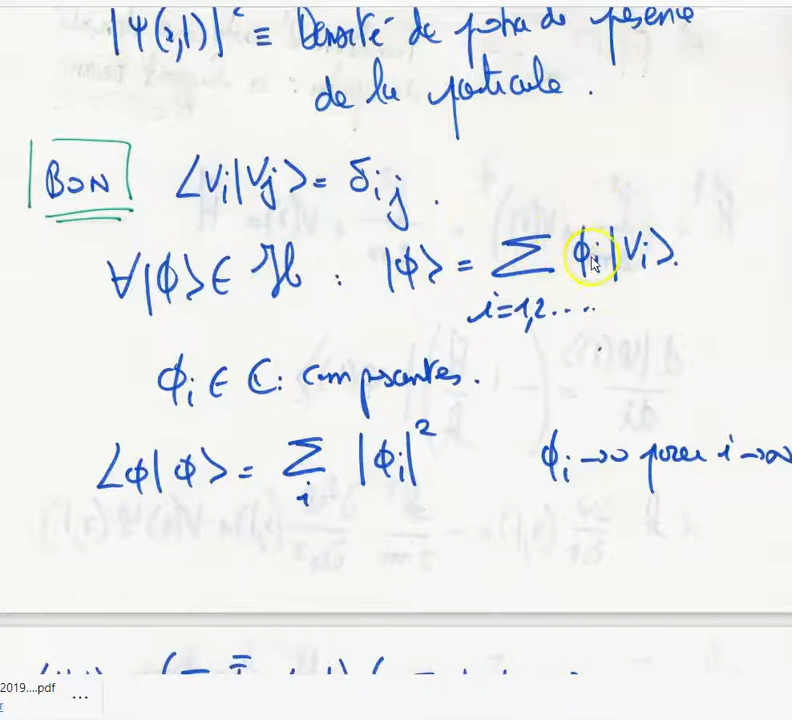 |Ψ(x,t)|² ≡ Densité de proba de présence
de la particule.
BON ⟨Vi|Vj⟩ = δij.
∀|ϕ⟩ ∈ ℋ : |ϕ⟩ = ∑ ϕi|Vi⟩.
i=1,2....
ϕi ∈ ℂ : composantes.
⟨ϕ|ϕ⟩ = ∑i |ϕi|² ϕi → 0 pour i → ∞
2019....pdf
...